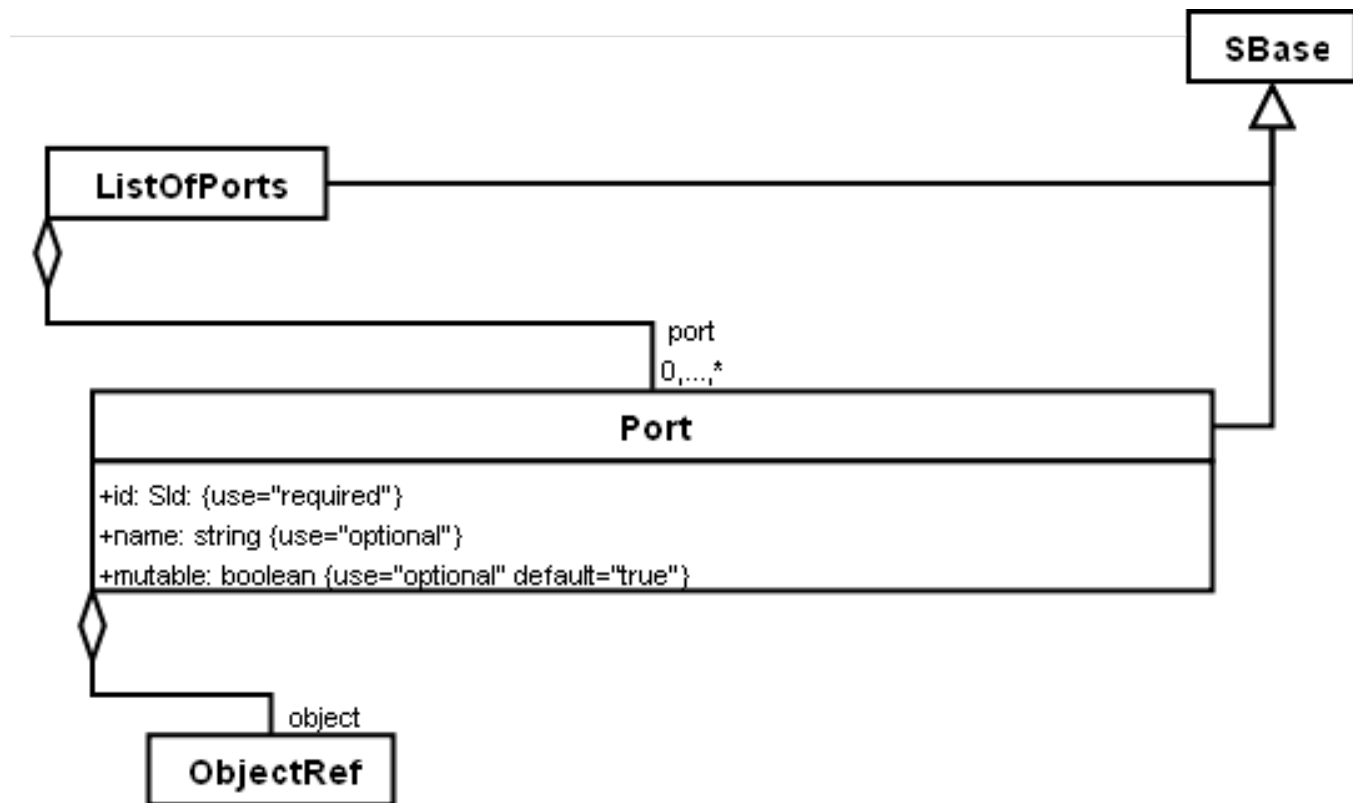 SBase
ListOfPorts
port
0,...,*
Port
+id: SId: {use="required"}
+name: string {use="optional"}
+mutable: boolean {use="optional" default="true"}
object
ObjectRef